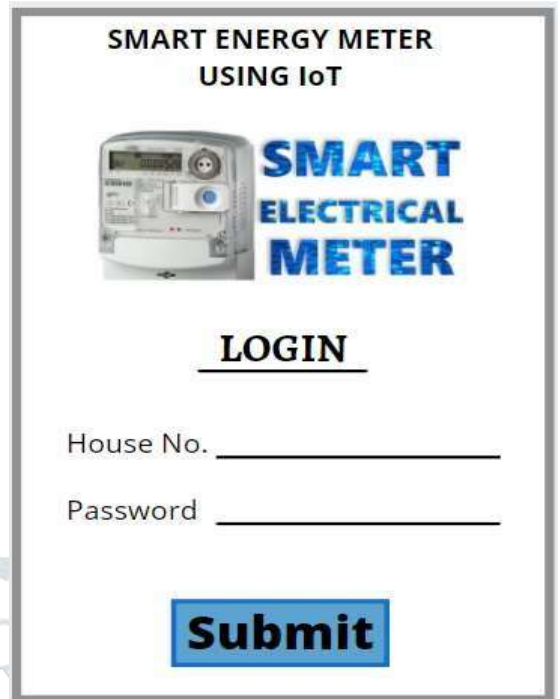 SMART ENERGY METER
USING IoT
SMART
ELECTRICAL
METER
LOGIN
House No.
Password
Submit